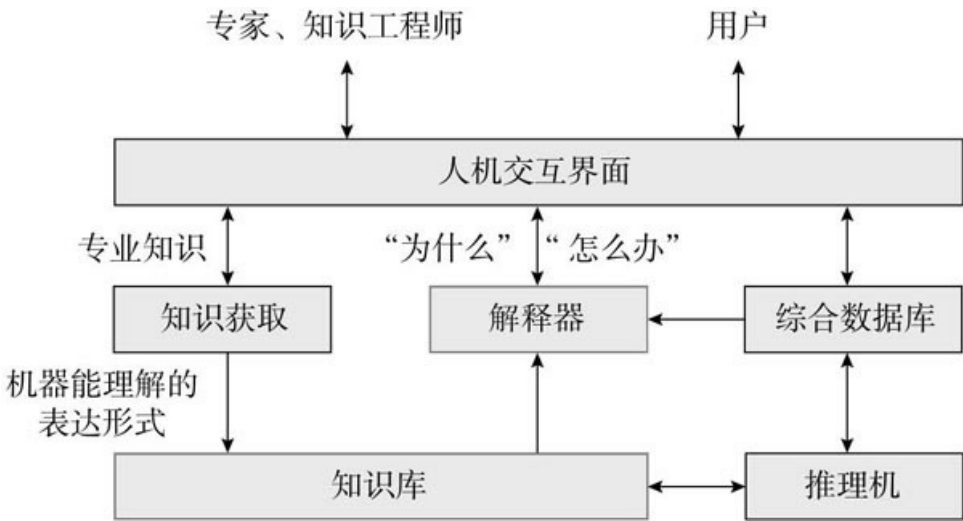 专家、知识工程师
用户
人机交互界面
专业知识
“为什么”
“怎么办”
知识获取
解释器
综合数据库
机器能理解的
表达形式
知识库
推理机